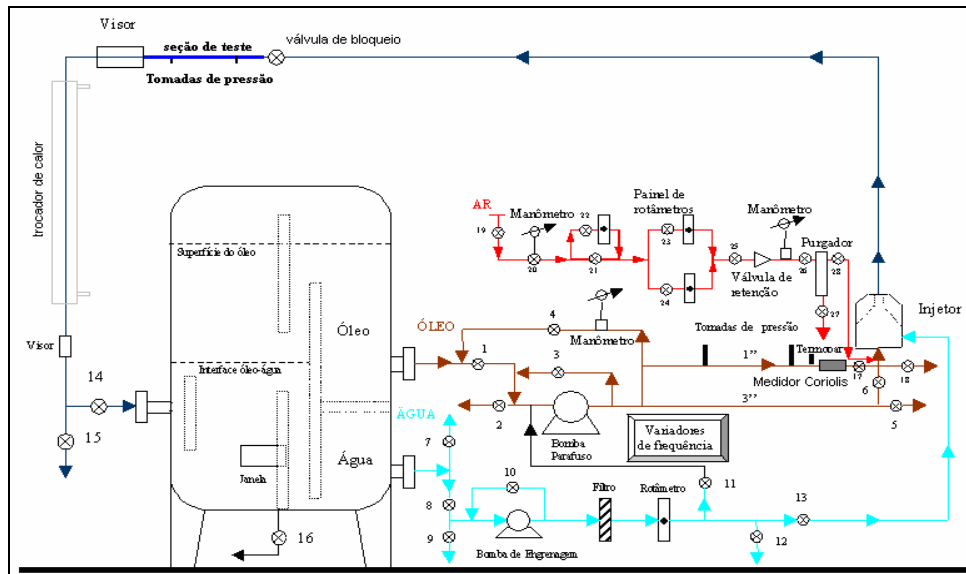 Visor
seção de teste
válvula de bloqueio
Tomadas de pressão
trocador de calor
Visor
14
15
Superfície do óleo
Interface óleo-água
Óleo
Água
Janela
16
AR
19
Manômetro
20
22
21
Painel de rotâmetros
23
24
25
Válvula de retenção
Manômetro
26
Purgador
28
27
Injetor
ÓLEO
4
Manômetro
1
3
2
Bomba Parafuso
Tomadas de pressão
1’’
Termopar
Medidor Coriolis
17
18
6
3’’
5
Variadores de frequência
ÁGUA
7
8
9
10
Bomba de Engrenagem
Filtro
Rotâmetro
11
12
13